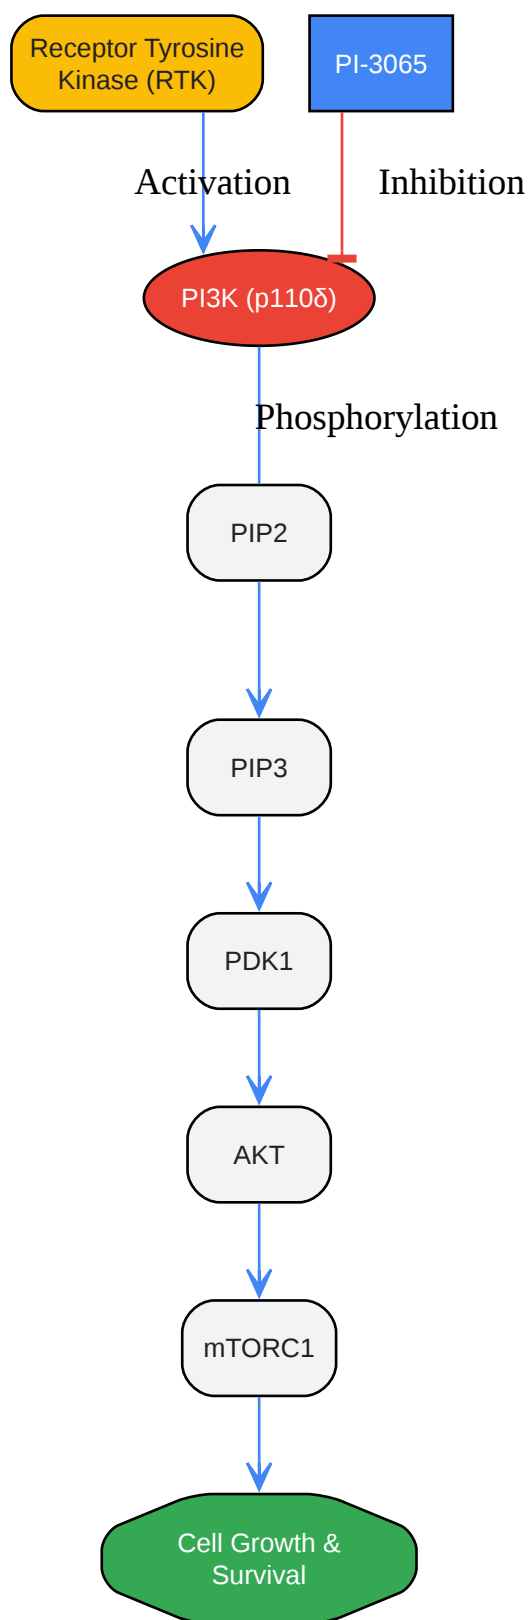 Receptor Tyrosine
Kinase (RTK)
PI-3065
Activation
Inhibition
PI3K (p110δ)
Phosphorylation
PIP2
PIP3
PDK1
AKT
mTORC1
Cell Growth &
Survival